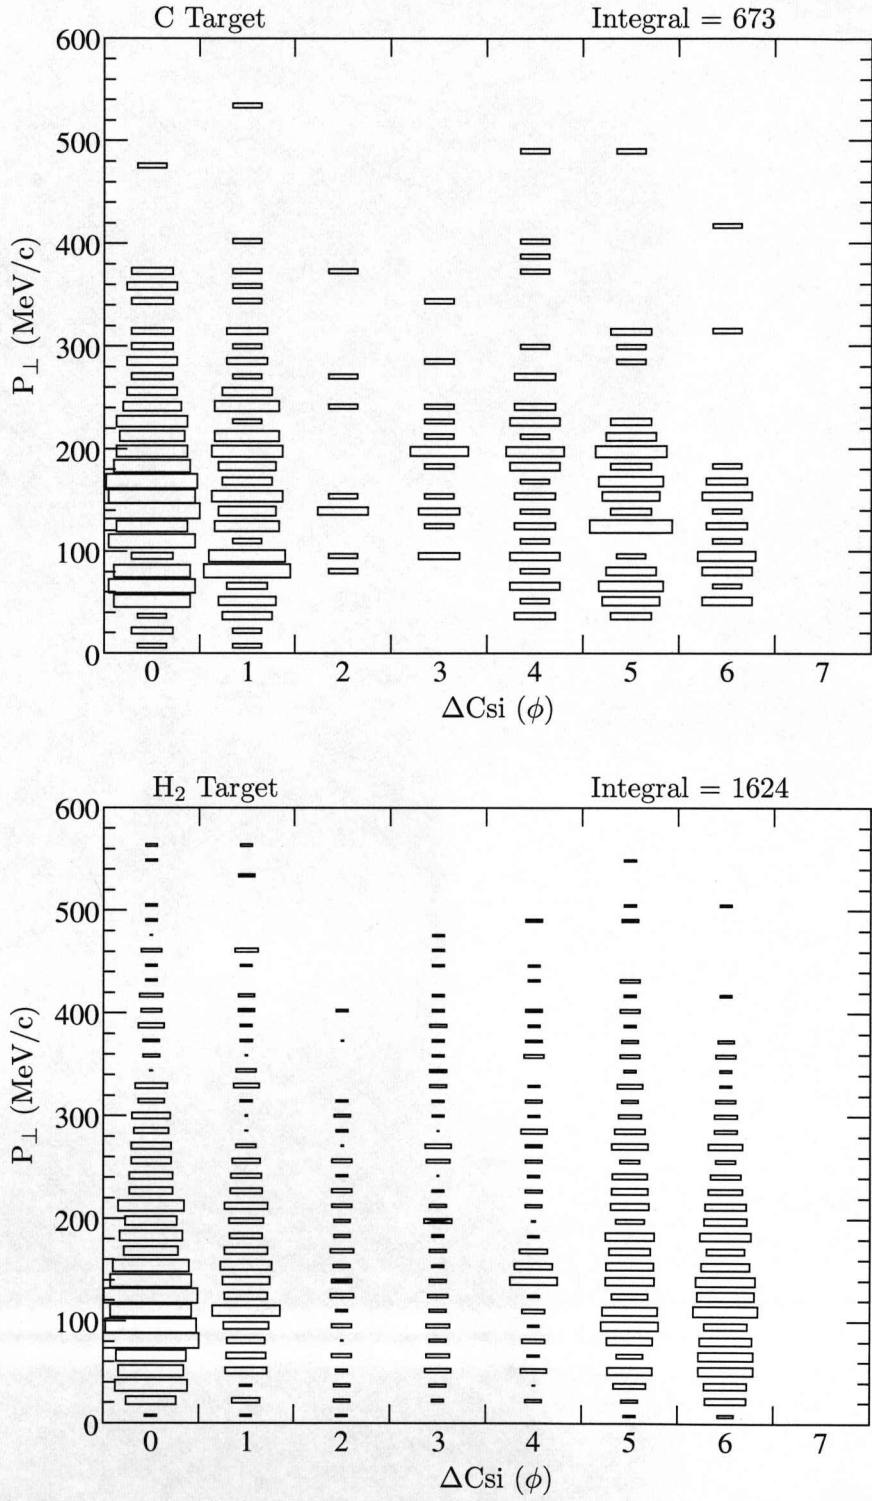 C Target Integral = 673
600
500
400
300
200
100
0
P⊥ (MeV/c)
0 1 2 3 4 5 6 7
ΔCsi (ϕ)
H₂ Target Integral = 1624
600
500
400
300
200
100
0
P⊥ (MeV/c)
0 1 2 3 4 5 6 7
ΔCsi (ϕ)